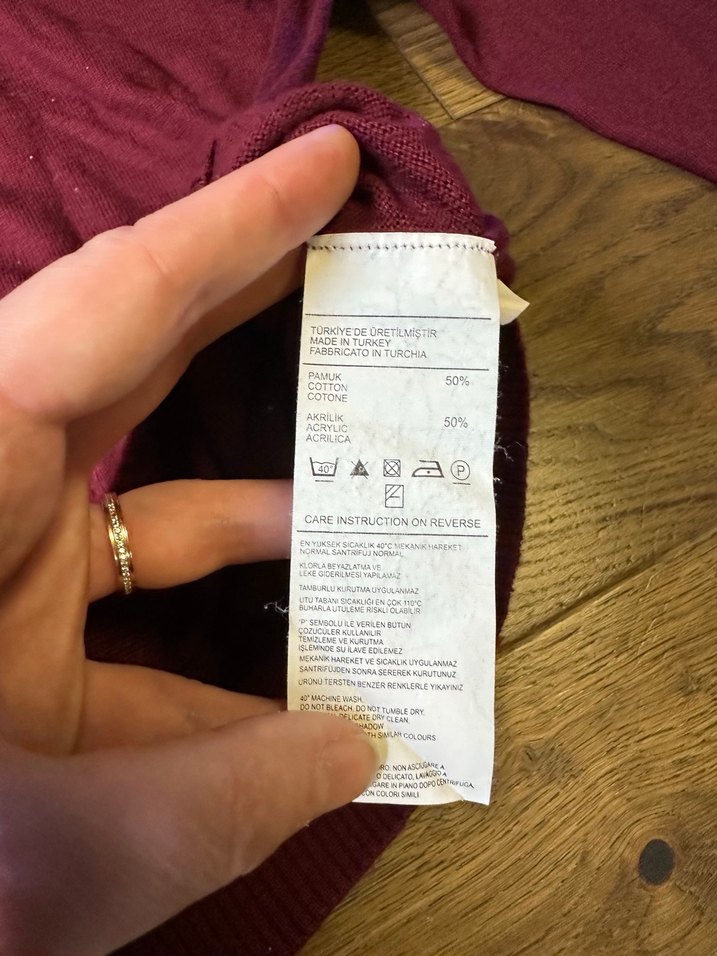 TÜRKİYE'DE ÜRETİLMİŞTİR
MADE IN TURKEY
FABBRICATO IN TURCHIA
PAMUK 50%
COTTON
COTONE
AKRİLİK 50%
ACRYLIC
ACRILICA
40°
P
CARE INSTRUCTION ON REVERSE
EN YÜKSEK SICAKLIK 40°C MEKANİK HAREKET
NORMAL SANTRİFÜJ NORMAL
KLORLA BEYAZLATMA VE
LEKE GİDERİLMESİ YAPILAMAZ
TAMBURLU KURUTMA UYGULANMAZ
ÜTÜ TABANI SICAKLIĞI EN ÇOK 110°C
BUHARLA ÜTÜLEME RİSKLİ OLABİLİR
'P' SEMBOLÜ İLE VERİLEN BÜTÜN
ÇÖZÜCÜLER KULLANILIR
TEMİZLEME VE KURUTMA
İŞLEMİNDE SU İLAVE EDİLEMEZ
MEKANİK HAREKET VE SICAKLIK UYGULANMAZ
SANTRİFÜJDEN SONRA SEREREK KURUTUNUZ
ÜRÜNÜ TERSTEN BENZER RENKLERLE YIKAYINIZ
40° MACHINE WASH.
DO NOT BLEACH. DO NOT TUMBLE DRY.
DELICATE DRY CLEAN.
SHADOW
SIMILAR COLOURS
NON ASCIUGARE A
DELICATO, LAVAGGIO A
IN PIANO DOPO CENTRIFUGA,
CON COLORI SIMILI